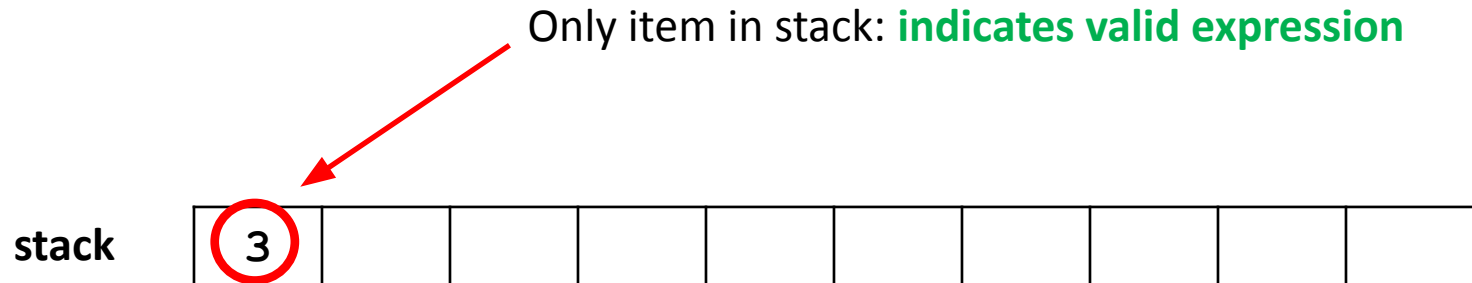 Only item in stack: indicates valid expression
stack 3